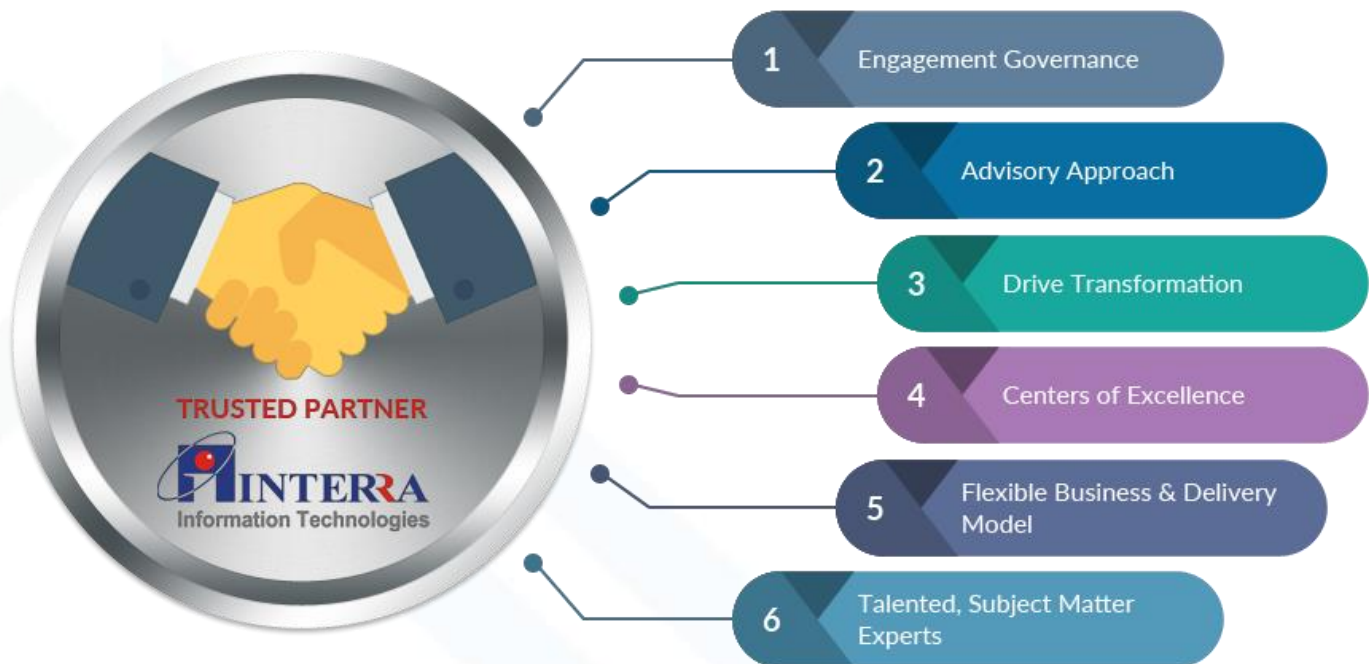 TRUSTED PARTNER
INTERRA
Information Technologies
1
Engagement Governance
2
Advisory Approach
3
Drive Transformation
4
Centers of Excellence
5
Flexible Business & Delivery
Model
6
Talented, Subject Matter
Experts